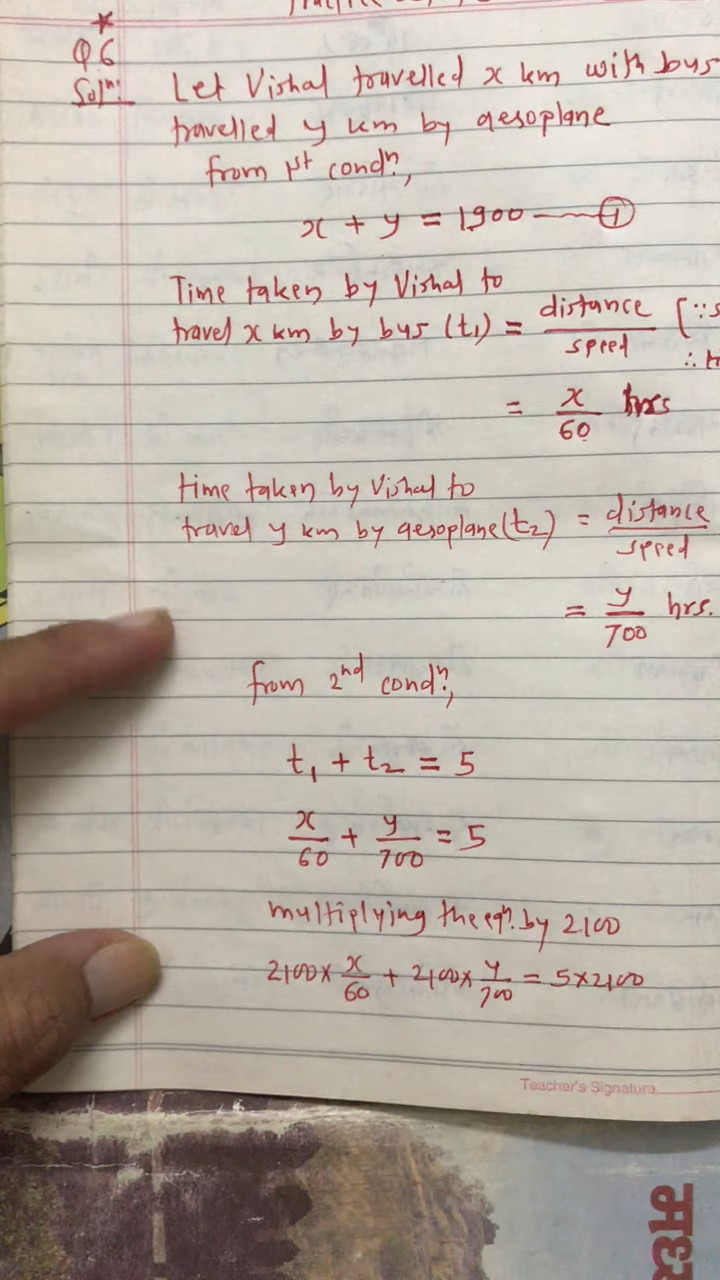 *
Q6
Solⁿ: Let Vishal travelled x km with bus
travelled y km by aesoplane
from 1st condⁿ,
x + y = 1900 —— ①
Time taken by Vishal to
travel x km by bus (t₁) = distance / speed [∵ s
∴ t
= x/60 hrs
time taken by Vishal to
travel y km by aesoplane (t₂) = distance / speed
= y/700 hrs.
from 2nd condⁿ,
t₁ + t₂ = 5
x/60 + y/700 = 5
multiplying the eqⁿ. by 2100
2100 × x/60 + 2100 × y/700 = 5 × 2100
Teacher's Signature